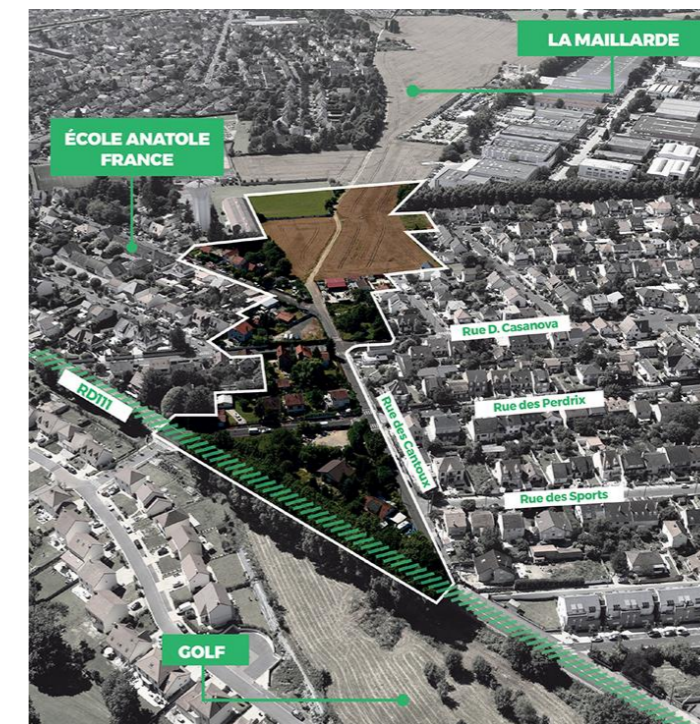 LA MAILLARDE
ÉCOLE ANATOLE
FRANCE
Rue D. Casanova
RD111
Rue des Perdrix
Rue des Cantoux
Rue des Sports
GOLF